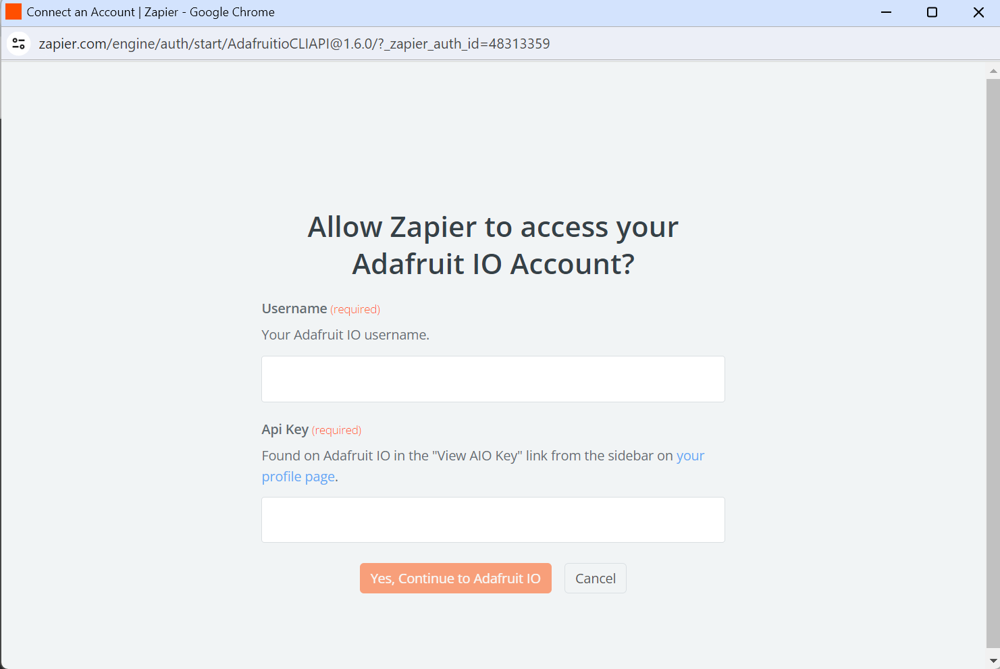 Connect an Account | Zapier - Google Chrome
zapier.com/engine/auth/start/AdafruitioCLIAPI@1.6.0/?_zapier_auth_id=48313359
Allow Zapier to access your
Adafruit IO Account?
Username (required)
Your Adafruit IO username.
Api Key (required)
Found on Adafruit IO in the "View AIO Key" link from the sidebar on your
profile page.
Yes, Continue to Adafruit IO
Cancel